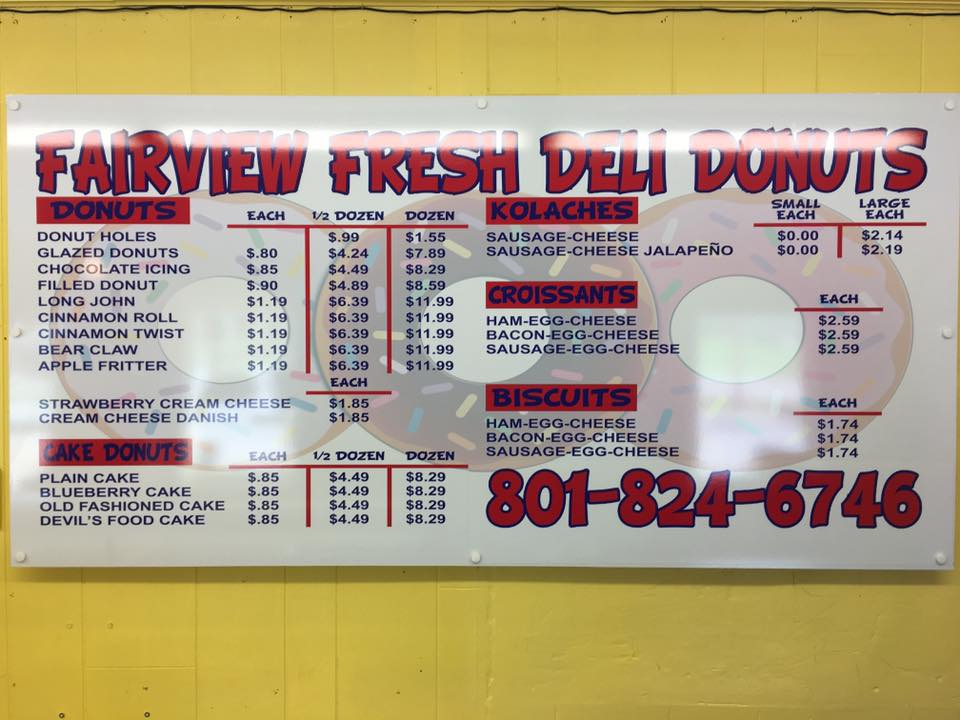 FAIRVIEW FRESH DELI DONUTS
DONUTS EACH 1/2 DOZEN DOZEN
DONUT HOLES $.99 $1.55
GLAZED DONUTS $.80 $4.24 $7.89
CHOCOLATE ICING $.85 $4.49 $8.29
FILLED DONUT $.90 $4.89 $8.59
LONG JOHN $1.19 $6.39 $11.99
CINNAMON ROLL $1.19 $6.39 $11.99
CINNAMON TWIST $1.19 $6.39 $11.99
BEAR CLAW $1.19 $6.39 $11.99
APPLE FRITTER $1.19 $6.39 $11.99
EACH
STRAWBERRY CREAM CHEESE $1.85
CREAM CHEESE DANISH $1.85
CAKE DONUTS EACH 1/2 DOZEN DOZEN
PLAIN CAKE $.85 $4.49 $8.29
BLUEBERRY CAKE $.85 $4.49 $8.29
OLD FASHIONED CAKE $.85 $4.49 $8.29
DEVIL'S FOOD CAKE $.85 $4.49 $8.29
KOLACHES SMALL EACH LARGE EACH
SAUSAGE-CHEESE $0.00 $2.14
SAUSAGE-CHEESE JALAPEÑO $0.00 $2.19
CROISSANTS EACH
HAM-EGG-CHEESE $2.59
BACON-EGG-CHEESE $2.59
SAUSAGE-EGG-CHEESE $2.59
BISCUITS EACH
HAM-EGG-CHEESE $1.74
BACON-EGG-CHEESE $1.74
SAUSAGE-EGG-CHEESE $1.74
801-824-6746